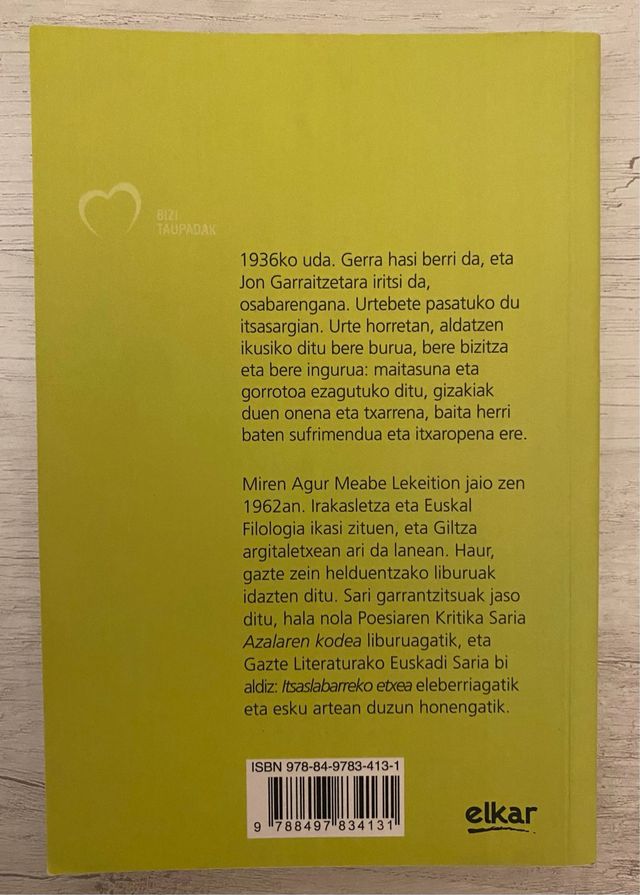 BIZI
TAUPADAK
1936ko uda. Gerra hasi berri da, eta
Jon Garraitzetara iritsi da,
osabarengana. Urtebete pasatuko du
itsasargian. Urte horretan, aldatzen
ikusiko ditu bere burua, bere bizitza
eta bere ingurua: maitasuna eta
gorrotoa ezagutuko ditu, gizakiak
duen onena eta txarrena, baita herri
baten sufrimendua eta itxaropena ere.
Miren Agur Meabe Lekeition jaio zen
1962an. Irakasletza eta Euskal
Filologia ikasi zituen, eta Giltza
argitaletxean ari da lanean. Haur,
gazte zein helduentzako liburuak
idazten ditu. Sari garrantzitsuak jaso
ditu, hala nola Poesiaren Kritika Saria
Azalaren kodea liburuagatik, eta
Gazte Literaturako Euskadi Saria bi
aldiz: Itsaslabarreko etxea eleberriagatik
eta esku artean duzun honengatik.
ISBN 978-84-9783-413-1
9 788497 834131
elkar